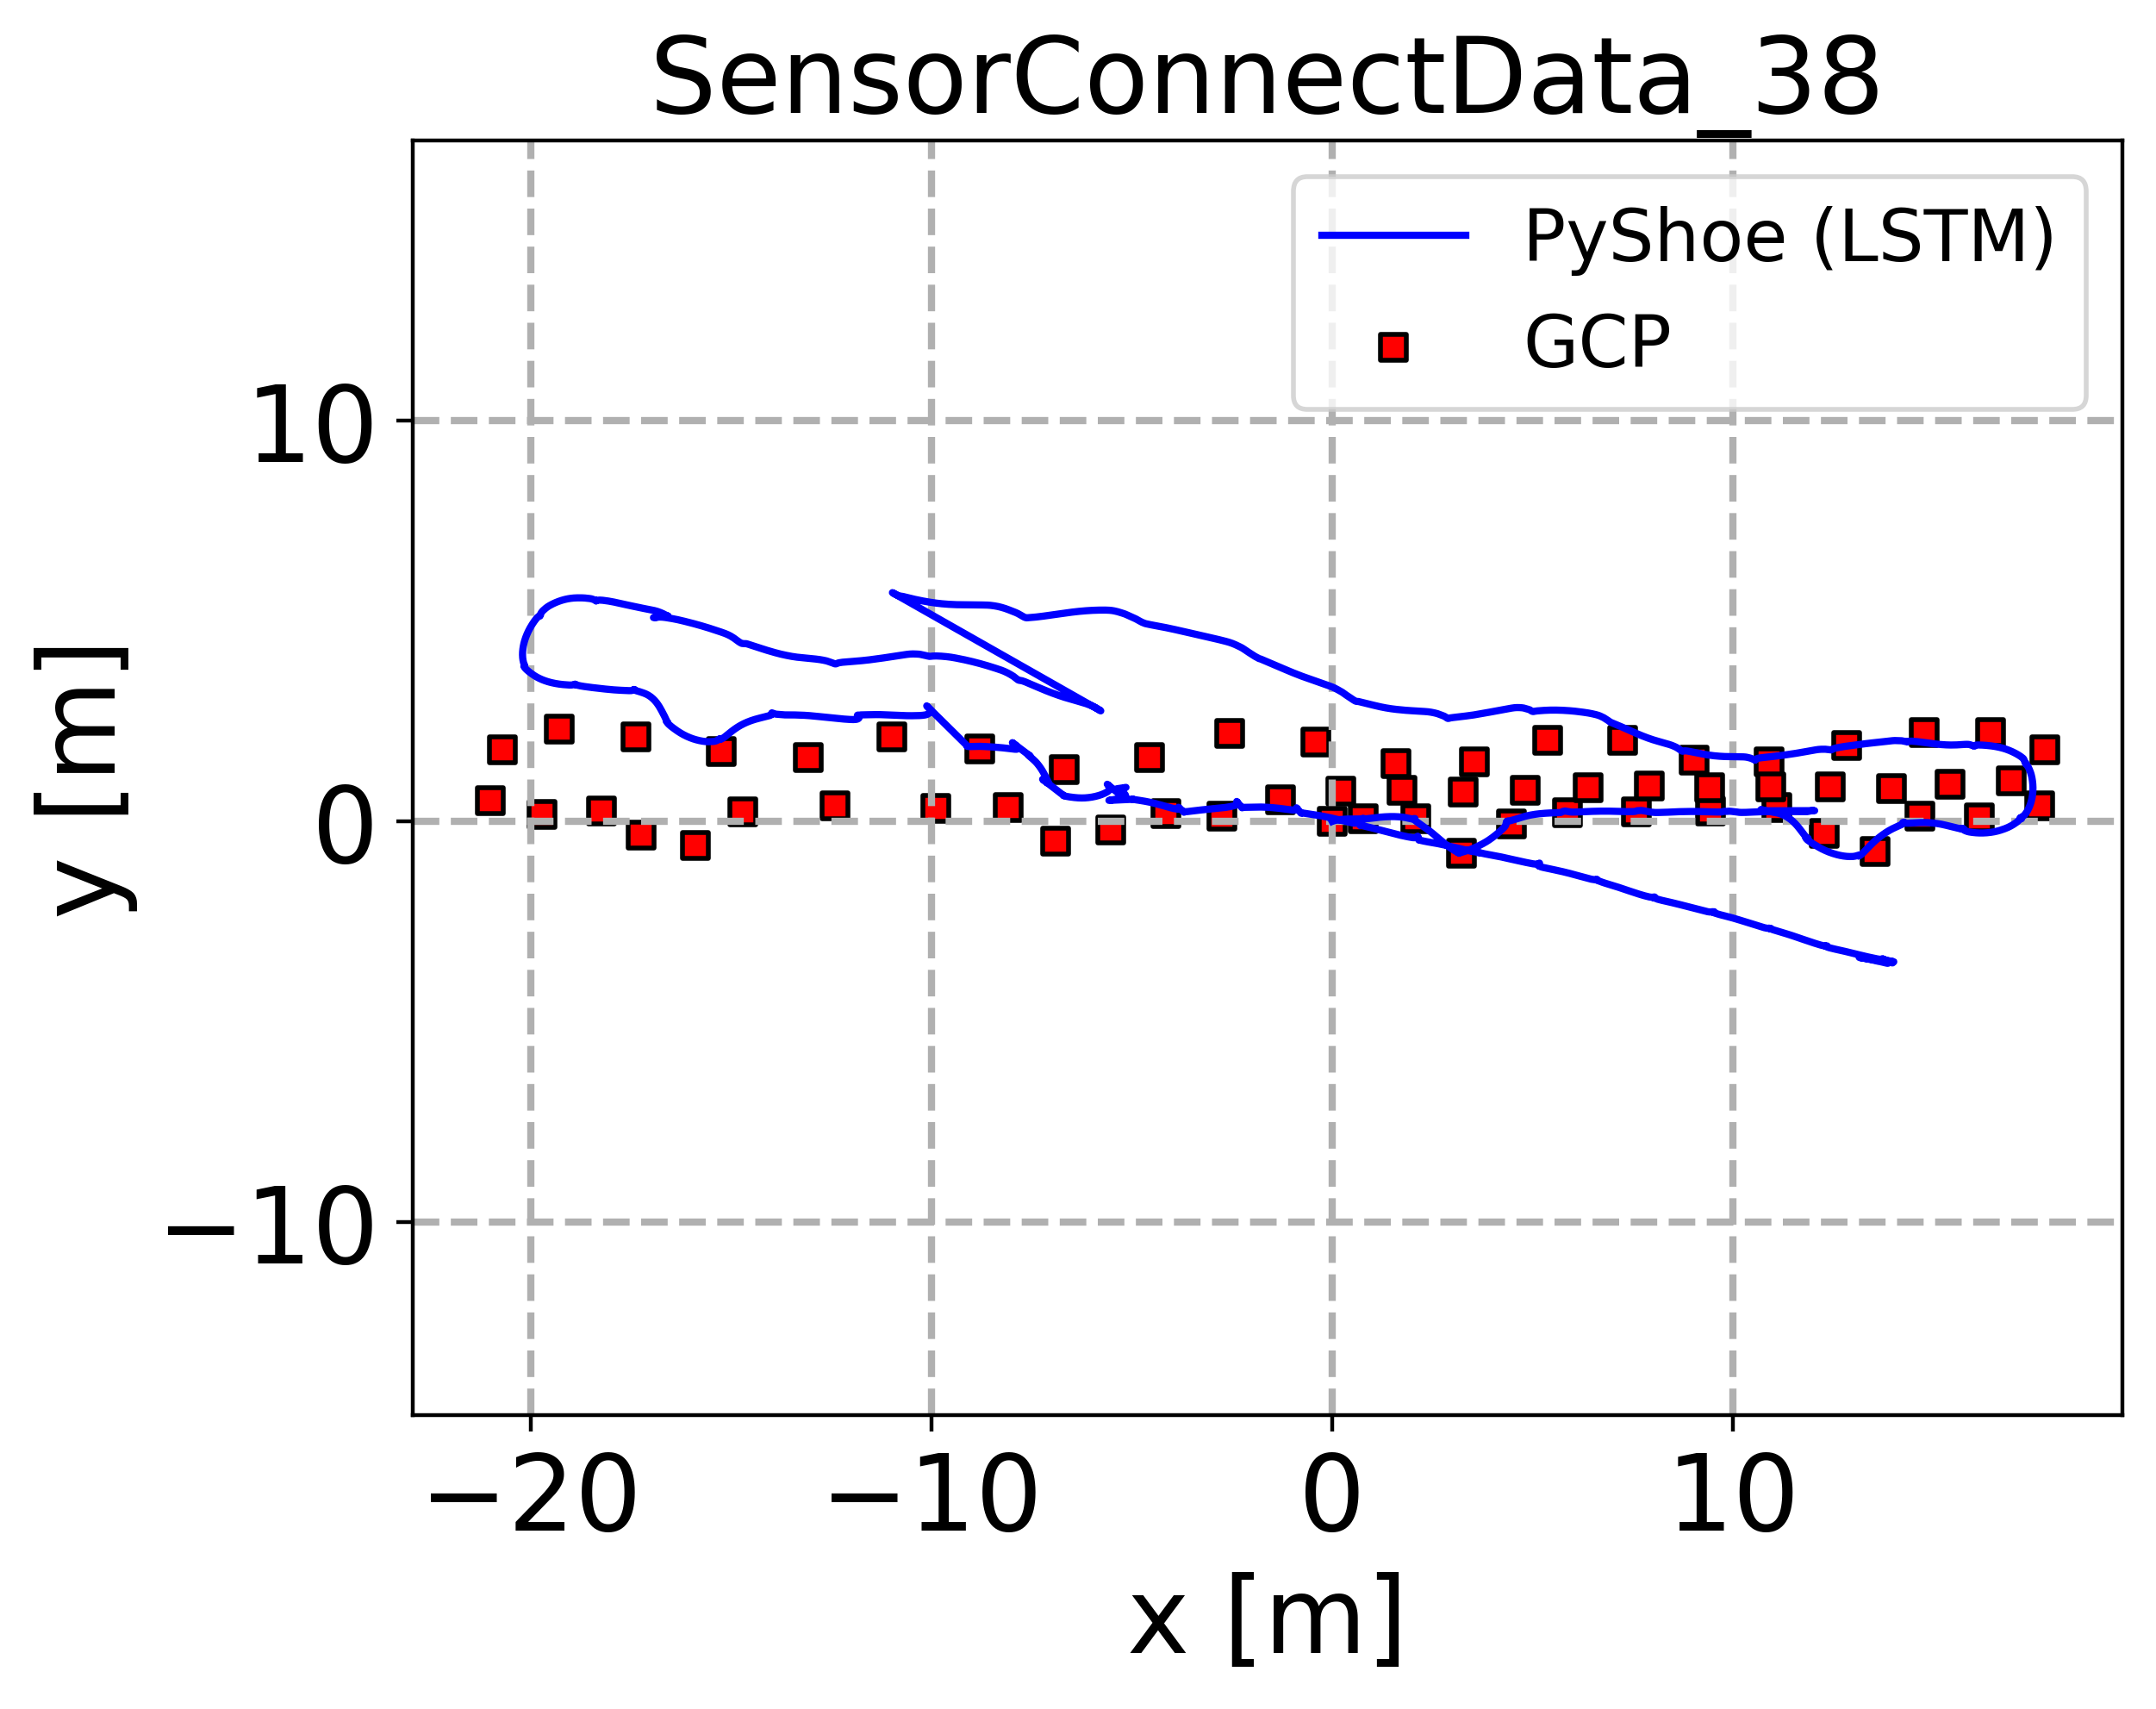 SensorConnectData_38
PyShoe (LSTM)
GCP
10
0
−10
y [m]
−20
−10
0
10
x [m]